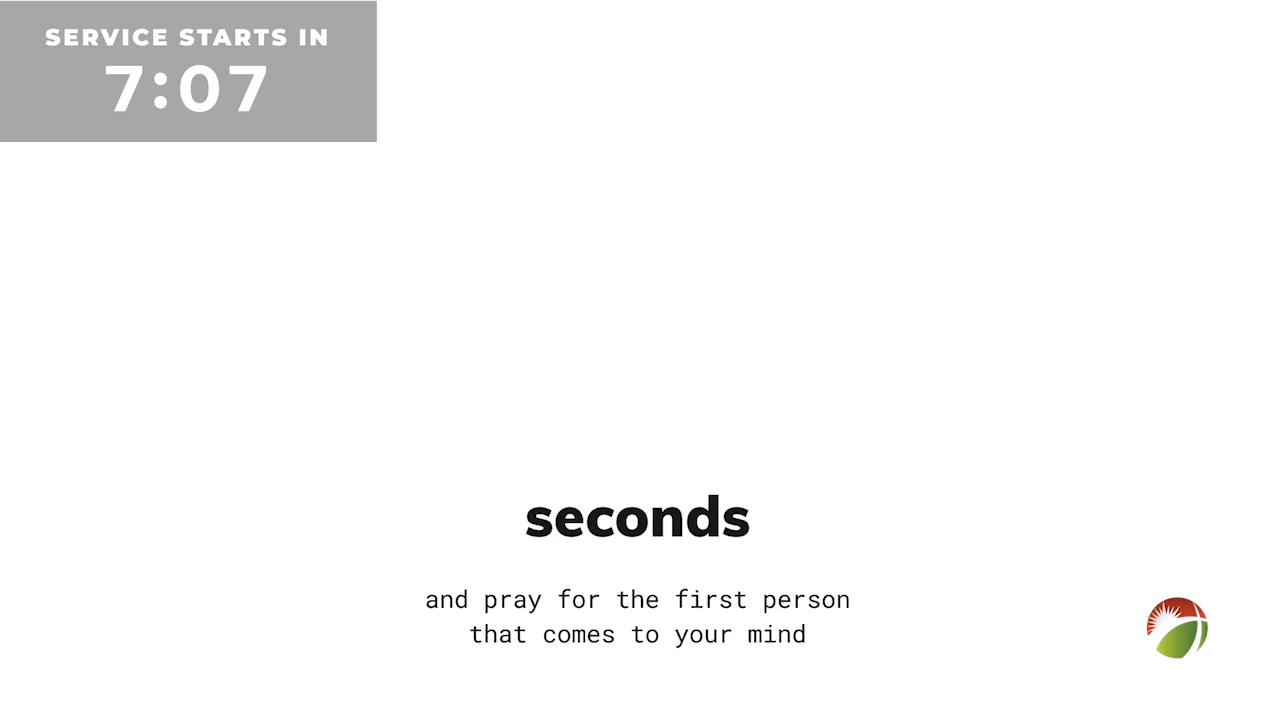 SERVICE STARTS IN
7:07
seconds
and pray for the first person
that comes to your mind